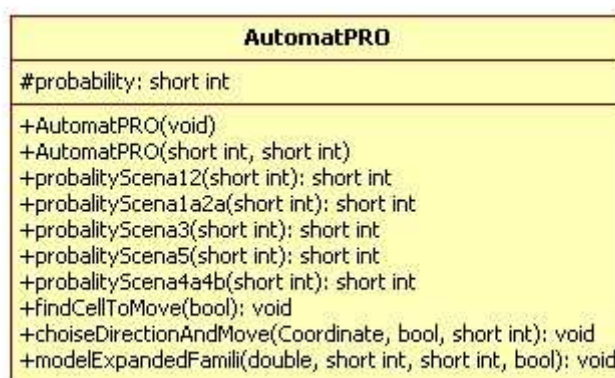 AutomatPRO
#probability: short int
+AutomatPRO(void)
+AutomatPRO(short int, short int)
+probalityScena12(short int): short int
+probalityScena1a2a(short int): short int
+probalityScena3(short int): short int
+probalityScena5(short int): short int
+probalityScena4a4b(short int): short int
+findCellToMove(bool): void
+choiseDirectionAndMove(Coordinate, bool, short int): void
+modelExpandedFamili(double, short int, short int, bool): void